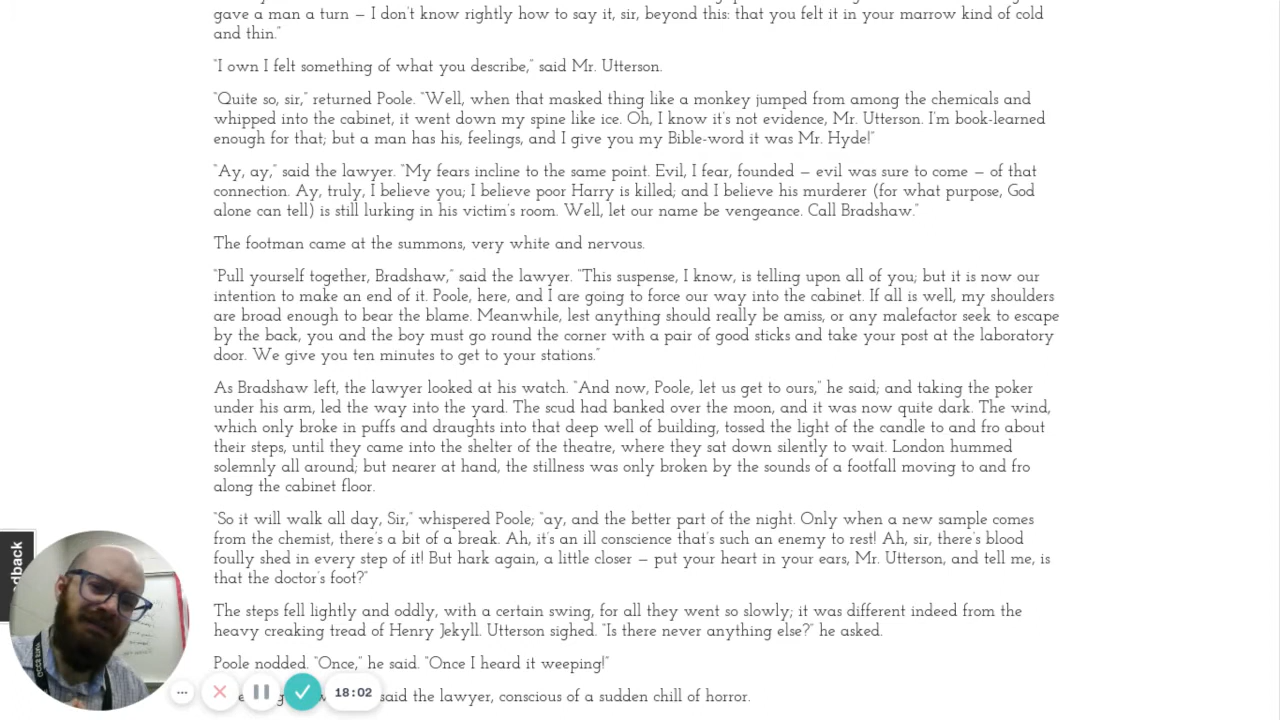 gave a man a turn — I don't know rightly how to say it, sir, beyond this: that you felt it in your marrow kind of cold
and thin."
"I own I felt something of what you describe," said Mr. Utterson.
"Quite so, sir," returned Poole. "Well, when that masked thing like a monkey jumped from among the chemicals and
whipped into the cabinet, it went down my spine like ice. Oh, I know it's not evidence, Mr. Utterson. I'm book-learned
enough for that; but a man has his, feelings, and I give you my Bible-word it was Mr. Hyde!"
"Ay, ay," said the lawyer. "My fears incline to the same point. Evil, I fear, founded — evil was sure to come — of that
connection. Ay, truly, I believe you; I believe poor Harry is killed; and I believe his murderer (for what purpose, God
alone can tell) is still lurking in his victim's room. Well, let our name be vengeance. Call Bradshaw."
The footman came at the summons, very white and nervous.
"Pull yourself together, Bradshaw," said the lawyer. "This suspense, I know, is telling upon all of you; but it is now our
intention to make an end of it. Poole, here, and I are going to force our way into the cabinet. If all is well, my shoulders
are broad enough to bear the blame. Meanwhile, lest anything should really be amiss, or any malefactor seek to escape
by the back, you and the boy must go round the corner with a pair of good sticks and take your post at the laboratory
door. We give you ten minutes to get to your stations."
As Bradshaw left, the lawyer looked at his watch. "And now, Poole, let us get to ours," he said; and taking the poker
under his arm, led the way into the yard. The scud had banked over the moon, and it was now quite dark. The wind,
which only broke in puffs and draughts into that deep well of building, tossed the light of the candle to and fro about
their steps, until they came into the shelter of the theatre, where they sat down silently to wait. London hummed
solemnly all around; but nearer at hand, the stillness was only broken by the sounds of a footfall moving to and fro
along the cabinet floor.
"So it will walk all day, Sir," whispered Poole; "ay, and the better part of the night. Only when a new sample comes
from the chemist, there's a bit of a break. Ah, it's an ill conscience that's such an enemy to rest! Ah, sir, there's blood
foully shed in every step of it! But hark again, a little closer — put your heart in your ears, Mr. Utterson, and tell me, is
that the doctor's foot?"
The steps fell lightly and oddly, with a certain swing, for all they went so slowly; it was different indeed from the
heavy creaking tread of Henry Jekyll. Utterson sighed. "Is there never anything else?" he asked.
Poole nodded. "Once," he said. "Once I heard it weeping!"
said the lawyer, conscious of a sudden chill of horror.
dback
18:02